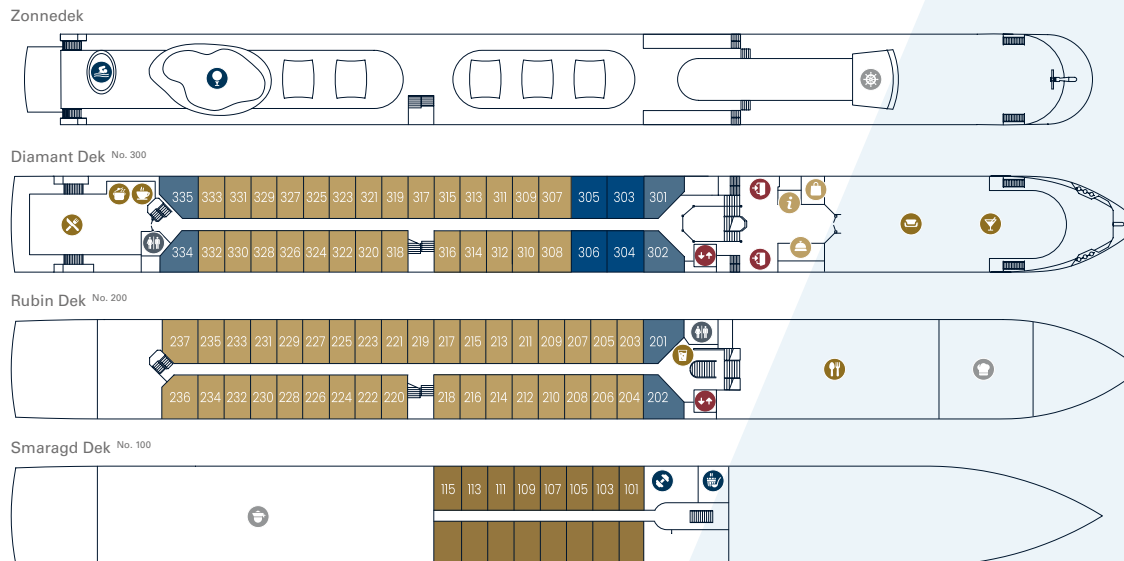 Zonnedek
Diamant Dek No. 300
335 333 331 329 327 325 323 321 319 317 315 313 311 309 307 305 303 301
334 332 330 328 326 324 322 320 318 316 314 312 310 308 306 304 302
Rubin Dek No. 200
237 235 233 231 229 227 225 223 221 219 217 215 213 211 209 207 205 203 201
236 234 232 230 228 226 224 222 220 218 216 214 212 210 208 206 204 202
Smaragd Dek No. 100
115 113 111 109 107 105 103 101